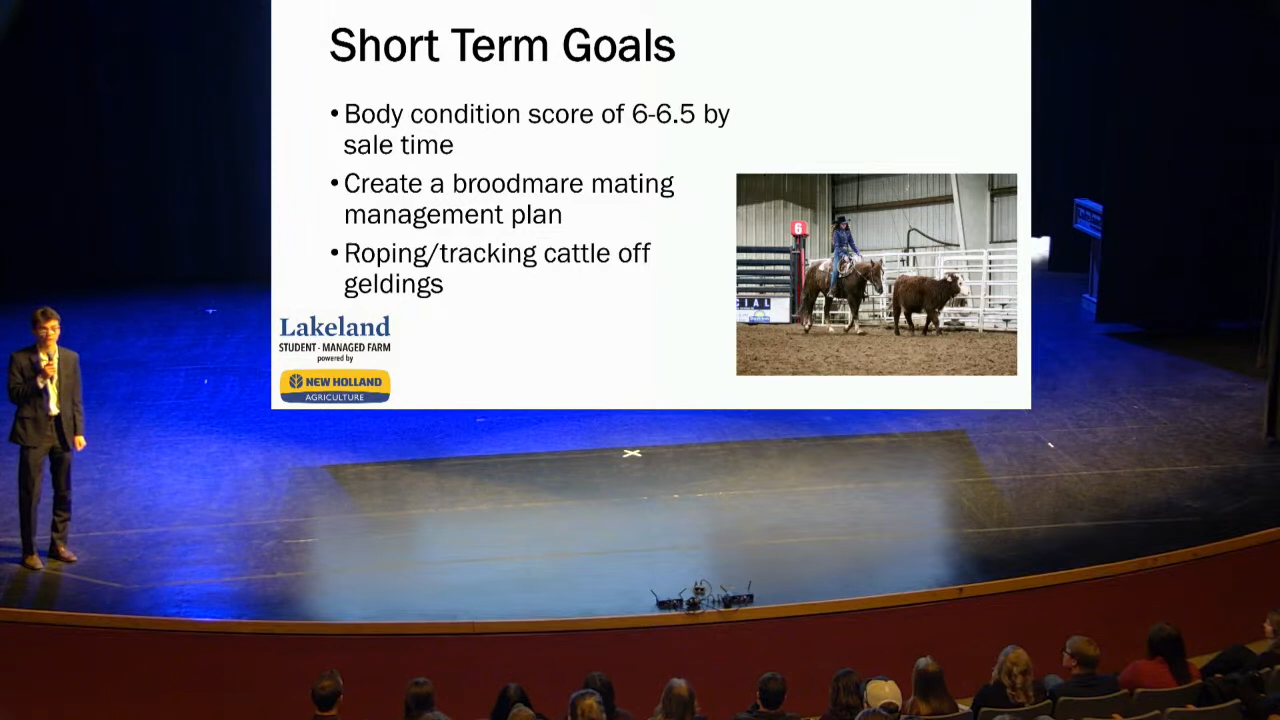 Short Term Goals
•Body condition score of 6-6.5 by
sale time
•Create a broodmare mating
management plan
•Roping/tracking cattle off
geldings
6
CIAL
Lakeland
STUDENT-MANAGED FARM
powered by
NEW HOLLAND
AGRICULTURE